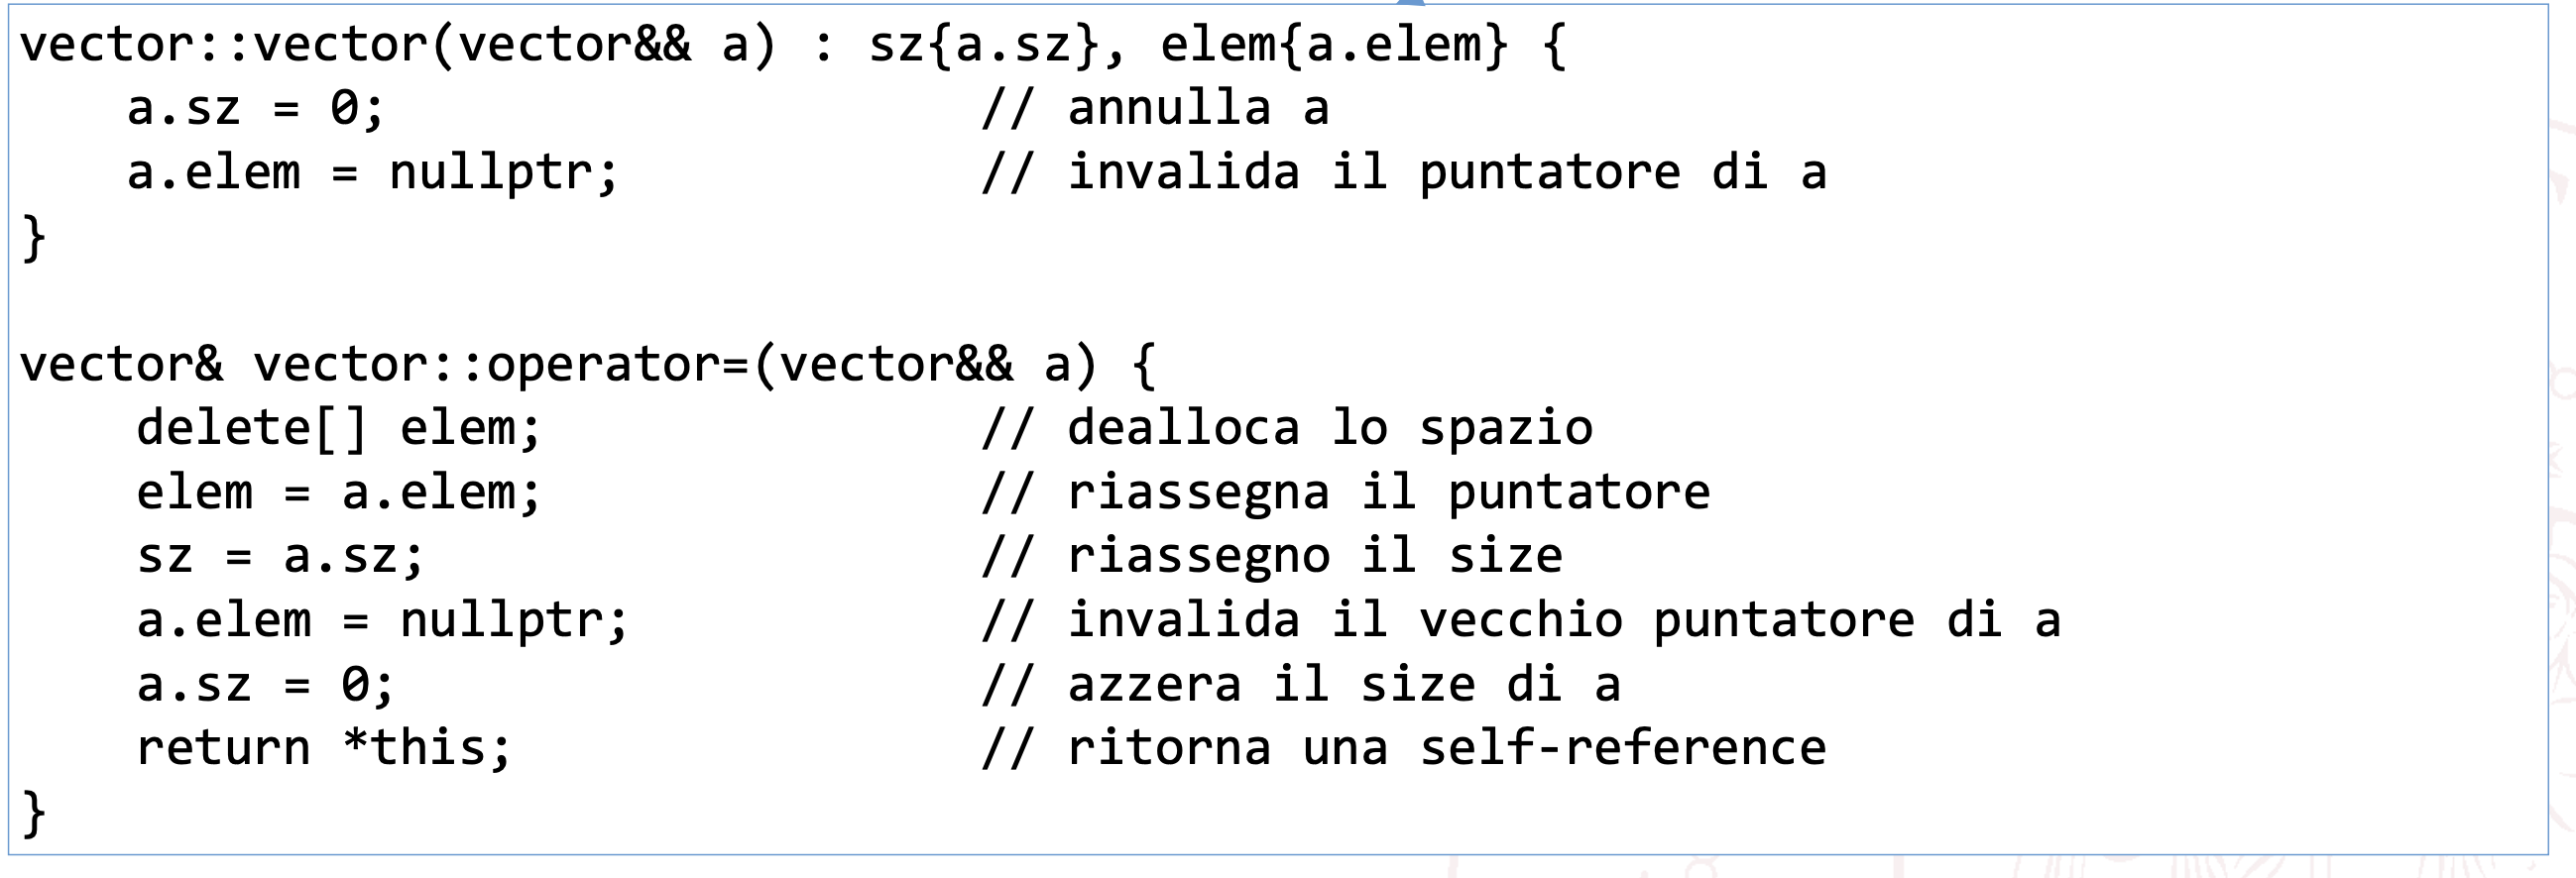 vector::vector(vector&& a) : sz{a.sz}, elem{a.elem} {
a.sz = 0; // annulla a
a.elem = nullptr; // invalida il puntatore di a
}
vector& vector::operator=(vector&& a) {
delete[] elem; // dealloca lo spazio
elem = a.elem; // riassegna il puntatore
sz = a.sz; // riassegno il size
a.elem = nullptr; // invalida il vecchio puntatore di a
a.sz = 0; // azzera il size di a
return *this; // ritorna una self-reference
}